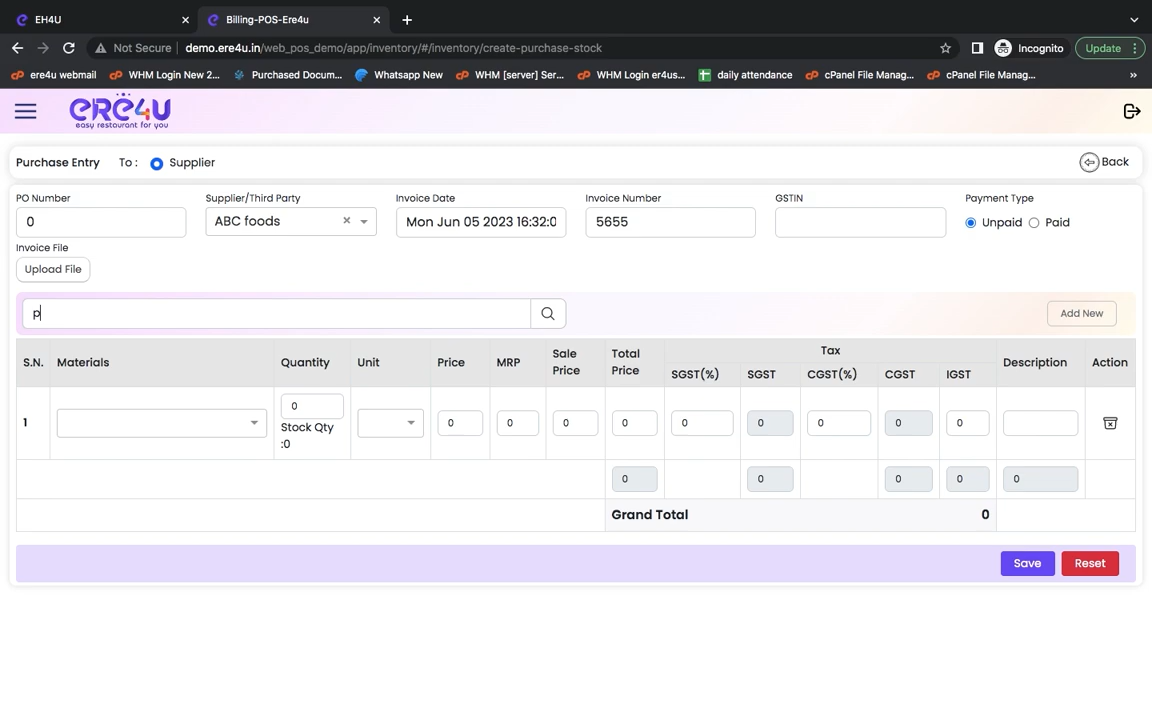 EH4U
Billing-POS-Ere4u
Not Secure
demo.ere4u.in/web_pos_demo/app/inventory/#/inventory/create-purchase-stock
Incognito
Update
ere4u webmail
WHM Login New 2...
Purchased Docum...
Whatsapp New
WHM [server] Ser...
WHM Login er4us...
daily attendance
cPanel File Manag...
cPanel File Manag...
»
eRe4U
easy restaurant for you
Purchase Entry To : Supplier
Back
PO Number
Supplier/Third Party
Invoice Date
Invoice Number
GSTIN
Payment Type
0
ABC foods
Mon Jun 05 2023 16:32:0
5655
Unpaid
Paid
Invoice File
Upload File
p
Add New
S.N. Materials Quantity Unit Price MRP Sale Price Total Price Tax Description Action
SGST(%) SGST CGST(%) CGST IGST
1 0 0 0 0 0 0 0 0 0 0
Stock Qty
:0
0 0 0 0 0
Grand Total 0
Save
Reset